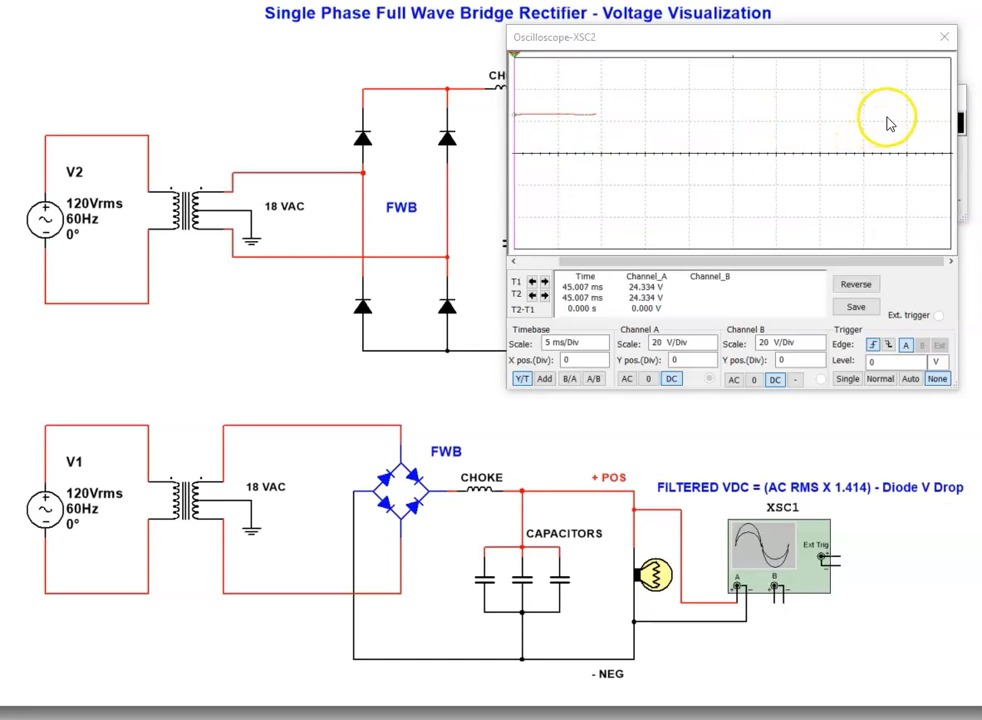 Single Phase Full Wave Bridge Rectifier - Voltage Visualization
Oscilloscope-XSC2
CH
V2
120Vrms
60Hz
0°
18 VAC
FWB
Time Channel_A Channel_B
T1 45.007 ms 24.334 V
T2 45.007 ms 24.334 V
T2-T1 0.000 s 0.000 V
Reverse
Save
Ext. trigger
Timebase Channel A Channel B Trigger
Scale: 5 ms/Div Scale: 20 V/Div Scale: 20 V/Div Edge: A B Ext
X pos.(Div): 0 Y pos.(Div): 0 Y pos.(Div): 0 Level: 0 V
Y/T Add B/A A/B AC 0 DC AC 0 DC - Single Normal Auto None
V1
120Vrms
60Hz
0°
18 VAC
FWB
CHOKE
+ POS
CAPACITORS
- NEG
FILTERED VDC = (AC RMS X 1.414) - Diode V Drop
XSC1
Ext Trig
A B